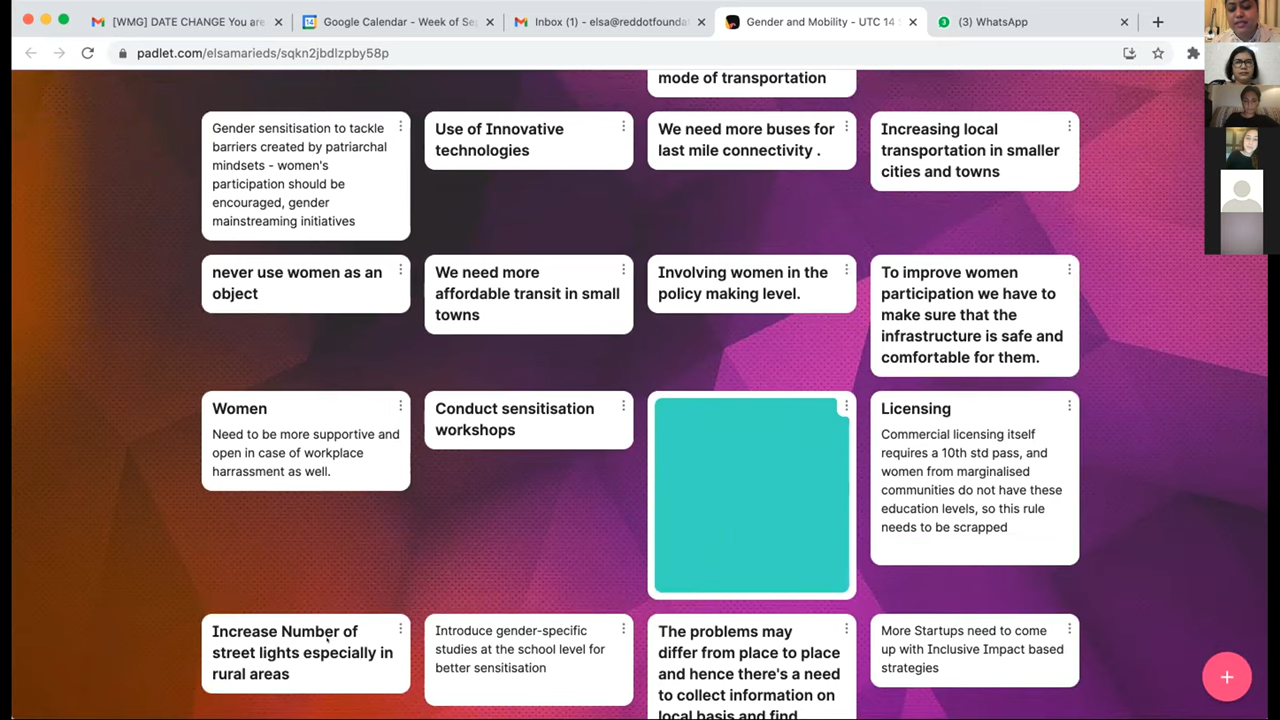 [WMG] DATE CHANGE You are
Google Calendar - Week of Se
Inbox (1) - elsa@reddotfounda
Gender and Mobility - UTC 14
(3) WhatsApp
padlet.com/elsamarieds/sqkn2jbdlzpby58p
mode of transportation
Gender sensitisation to tackle
barriers created by patriarchal
mindsets - women's
participation should be
encouraged, gender
mainstreaming initiatives
Use of Innovative
technologies
We need more buses for
last mile connectivity .
Increasing local
transportation in smaller
cities and towns
never use women as an
object
We need more
affordable transit in small
towns
Involving women in the
policy making level.
To improve women
participation we have to
make sure that the
infrastructure is safe and
comfortable for them.
Women
Need to be more supportive and
open in case of workplace
harrassment as well.
Conduct sensitisation
workshops
Licensing
Commercial licensing itself
requires a 10th std pass, and
women from marginalised
communities do not have these
education levels, so this rule
needs to be scrapped
Increase Number of
street lights especially in
rural areas
Introduce gender-specific
studies at the school level for
better sensitisation
The problems may
differ from place to place
and hence there's a need
to collect information on
local basis and find
More Startups need to come
up with Inclusive Impact based
strategies